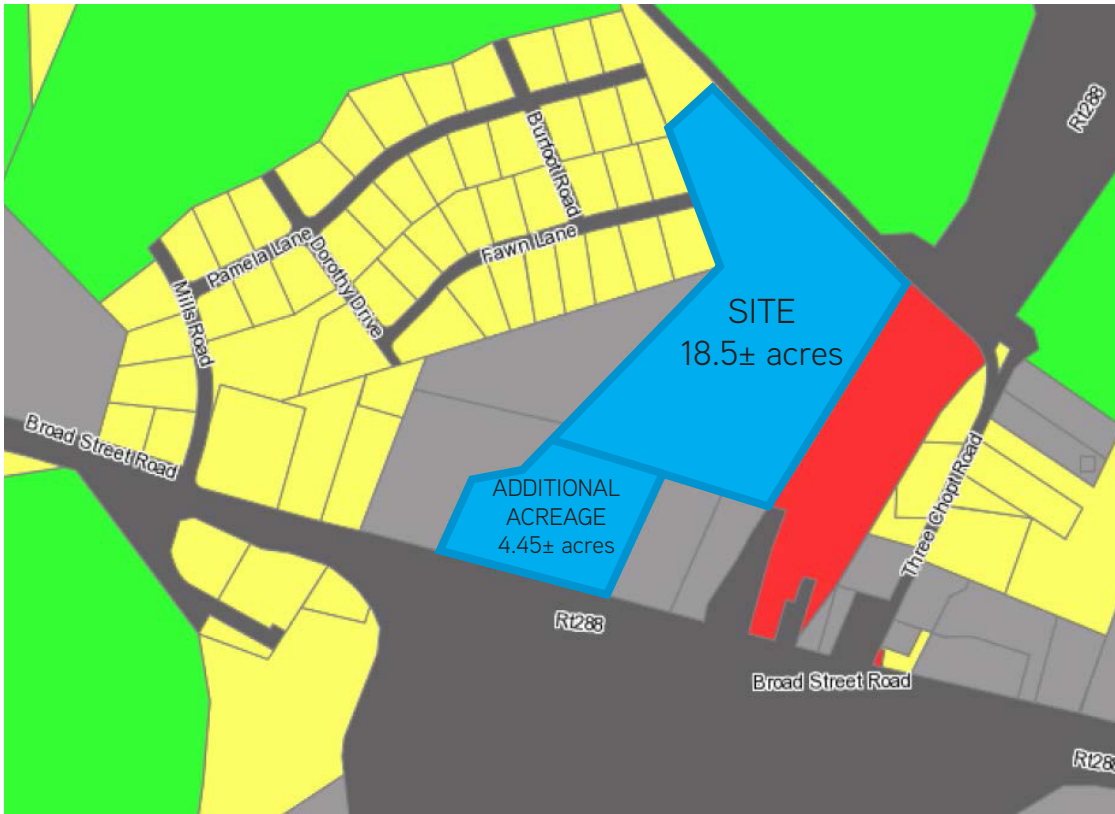 Rt288
Burfoot Road
Pamela Lane
Dorothy Drive
Fawn Lane
Mills Road
SITE
18.5± acres
Broad Street Road
ADDITIONAL
ACREAGE
4.45± acres
Three Chopt Road
Rt288
Broad Street Road
Rt288